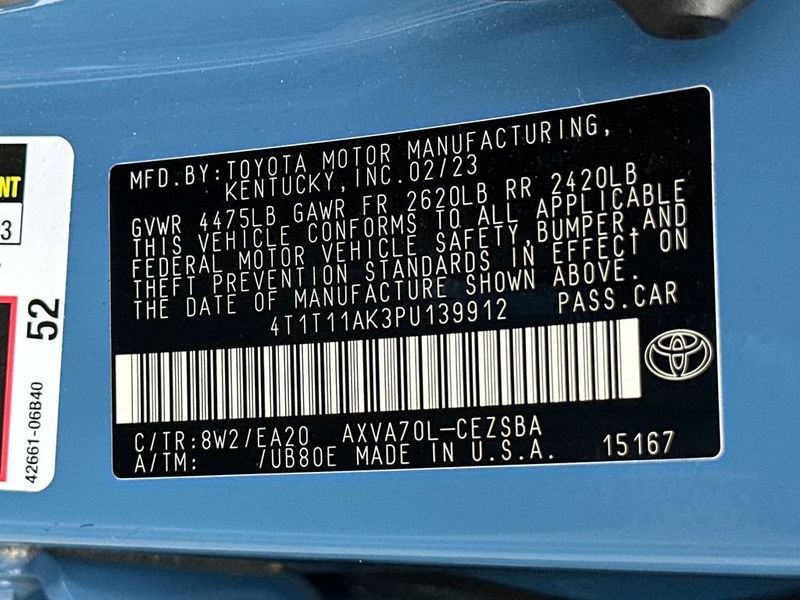 NT
3
52
42661-06B40
MFD.BY:TOYOTA MOTOR MANUFACTURING,
KENTUCKY,INC.02/23
GVWR 4475LB GAWR FR 2620LB RR 2420LB
THIS VEHICLE CONFORMS TO ALL APPLICABLE
FEDERAL MOTOR VEHICLE SAFETY,BUMPER,AND
THEFT PREVENTION STANDARDS IN EFFECT ON
THE DATE OF MANUFACTURE SHOWN ABOVE.
4T1T11AK3PU139912 PASS.CAR
C/TR:8W2/EA20 AXVA70L-CEZSBA
A/TM: /UB80E MADE IN U.S.A. 15167